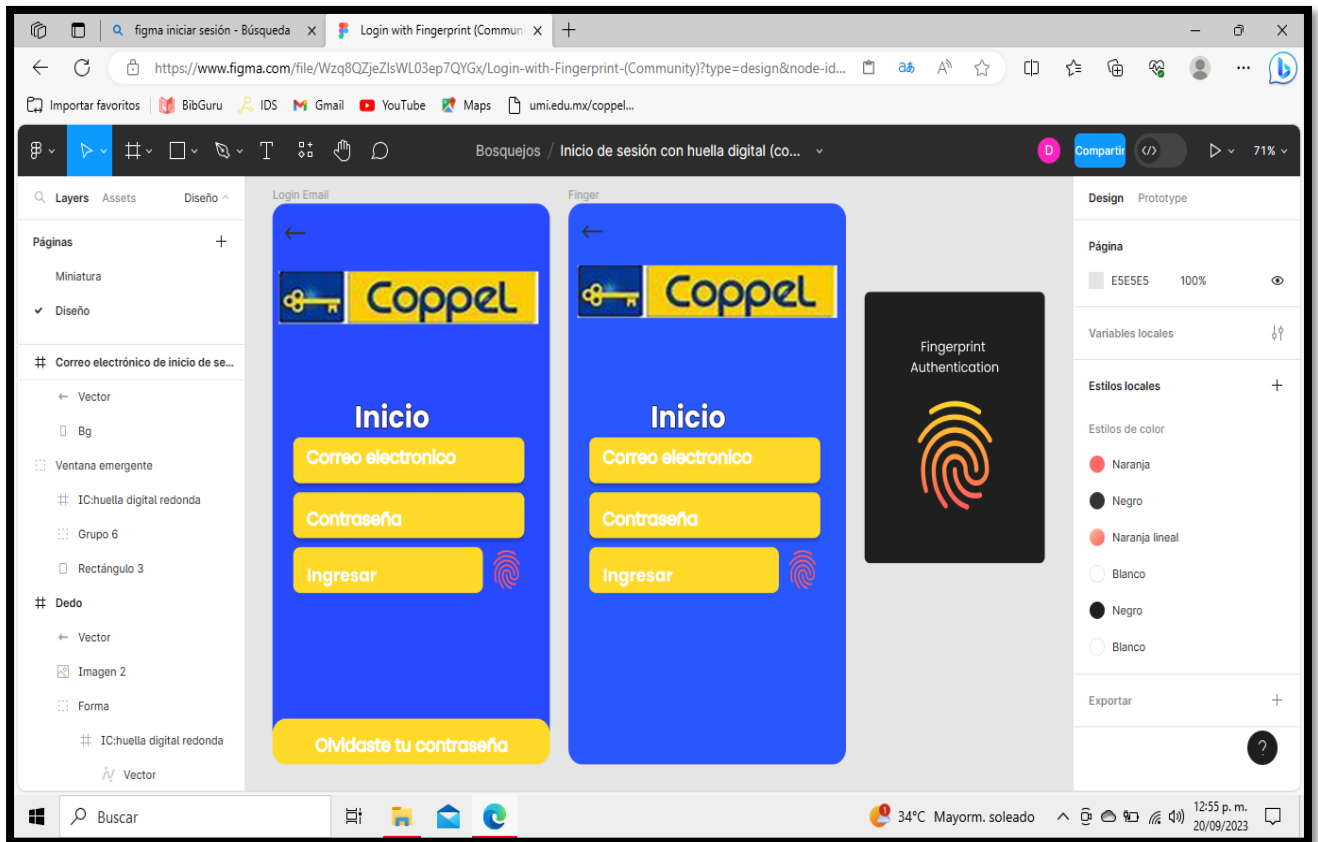 figma iniciar sesión - Búsqueda
Login with Fingerprint (Commun
https://www.figma.com/file/Wzq8QZjeZIsWL03ep7QYGx/Login-with-Fingerprint-(Community)?type=design&node-id...
Importar favoritos BibGuru IDS Gmail YouTube Maps umi.edu.mx/coppel...
Bosquejos / Inicio de sesión con huella digital (co...
D
Compartir
71%
Layers Assets Diseño
Páginas
Miniatura
Diseño
Correo electrónico de inicio de se...
Vector
Bg
Ventana emergente
IC:huella digital redonda
Grupo 6
Rectángulo 3
Dedo
Vector
Imagen 2
Forma
IC:huella digital redonda
Vector
Login Email
Coppel
Inicio
Correo electronico
Contraseña
Ingresar
Olvidaste tu contraseña
Finger
Coppel
Inicio
Correo electronico
Contraseña
Ingresar
Fingerprint
Authentication
Design Prototype
Página
E5E5E5 100%
Variables locales
Estilos locales
Estilos de color
Naranja
Negro
Naranja lineal
Blanco
Negro
Blanco
Exportar
?
Buscar
1
34°C Mayorm. soleado
12:55 p. m.
20/09/2023